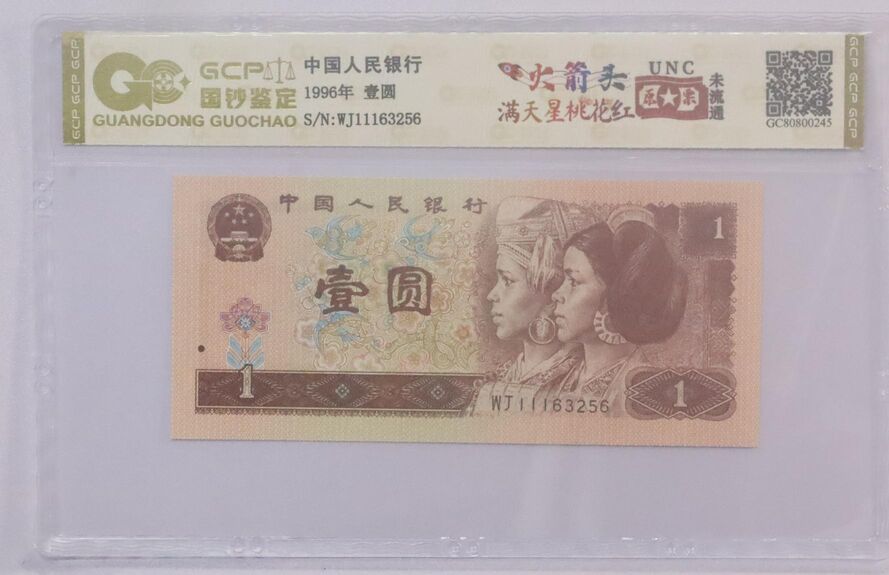 GCP GCP GCP
GCP
国钞鉴定
GUANGDONG GUOCHAO
中国人民银行
1996年 壹圆
S/N:WJ11163256
火箭头
满天星桃花红
UNC
原★票
未流通
GC80800245
GCP GCP GCP
中国人民银行
1
壹圆
1
WJ11163256
1